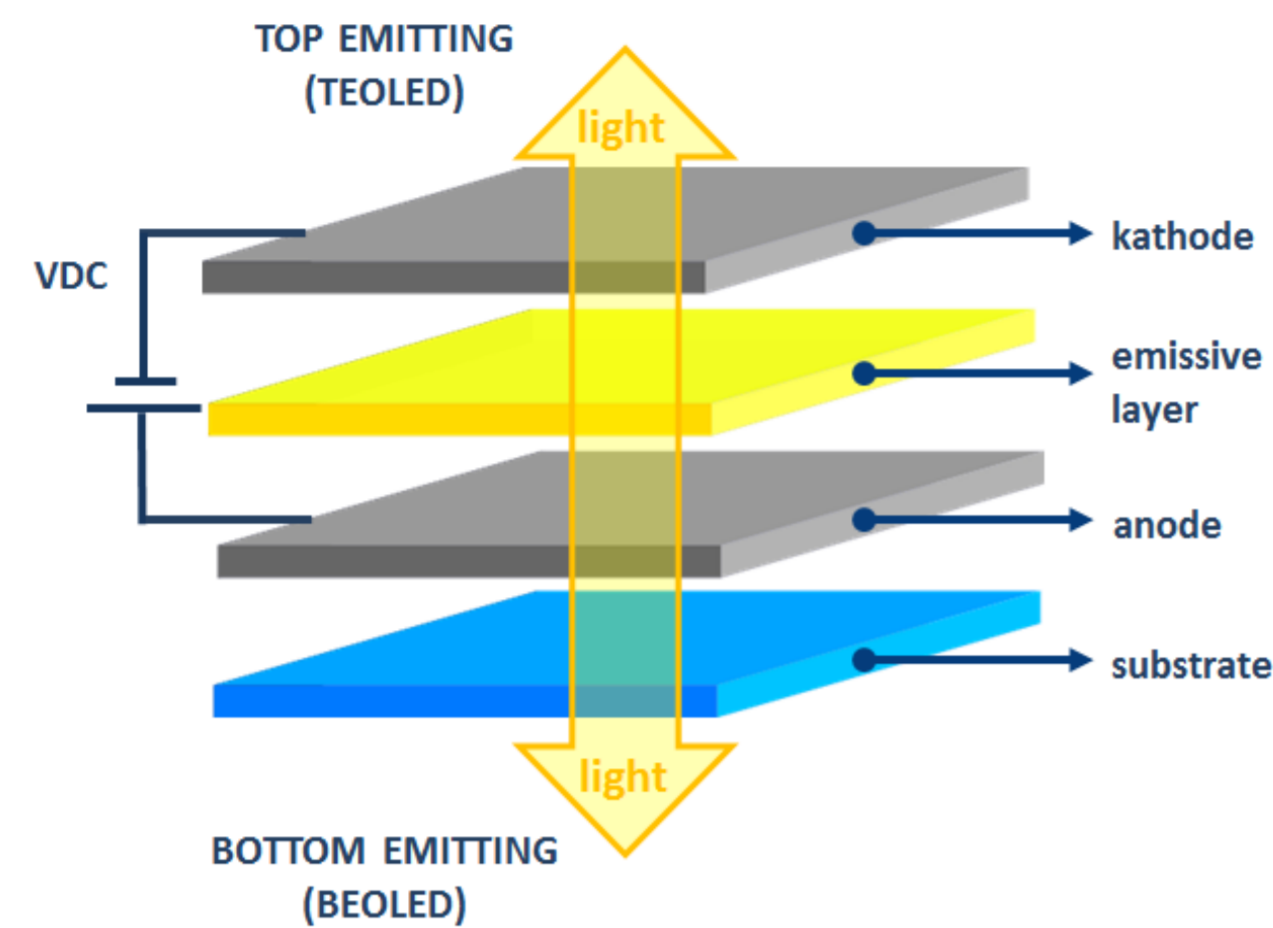 TOP EMITTING
(TEOLED)
light
kathode
VDC
emissive
layer
anode
substrate
light
BOTTOM EMITTING
(BEOLED)